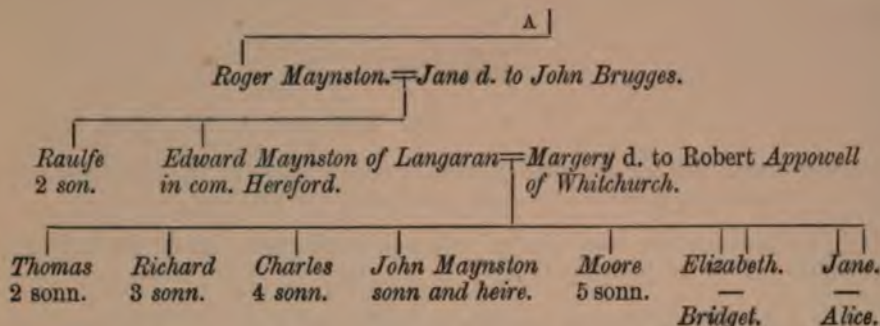 A
Roger Maynston. Jane d. to John Brugges.
Raulfe Edward Maynston of Langaran Margery d. to Robert Appowell
2 son. in com. Hereford. of Whitchurch.
Thomas Richard Charles John Maynston Moore Elizabeth. Jane.
2 sonn. 3 sonn. 4 sonn. sonn and heire. 5 sonn. — —
Bridget. Alice.